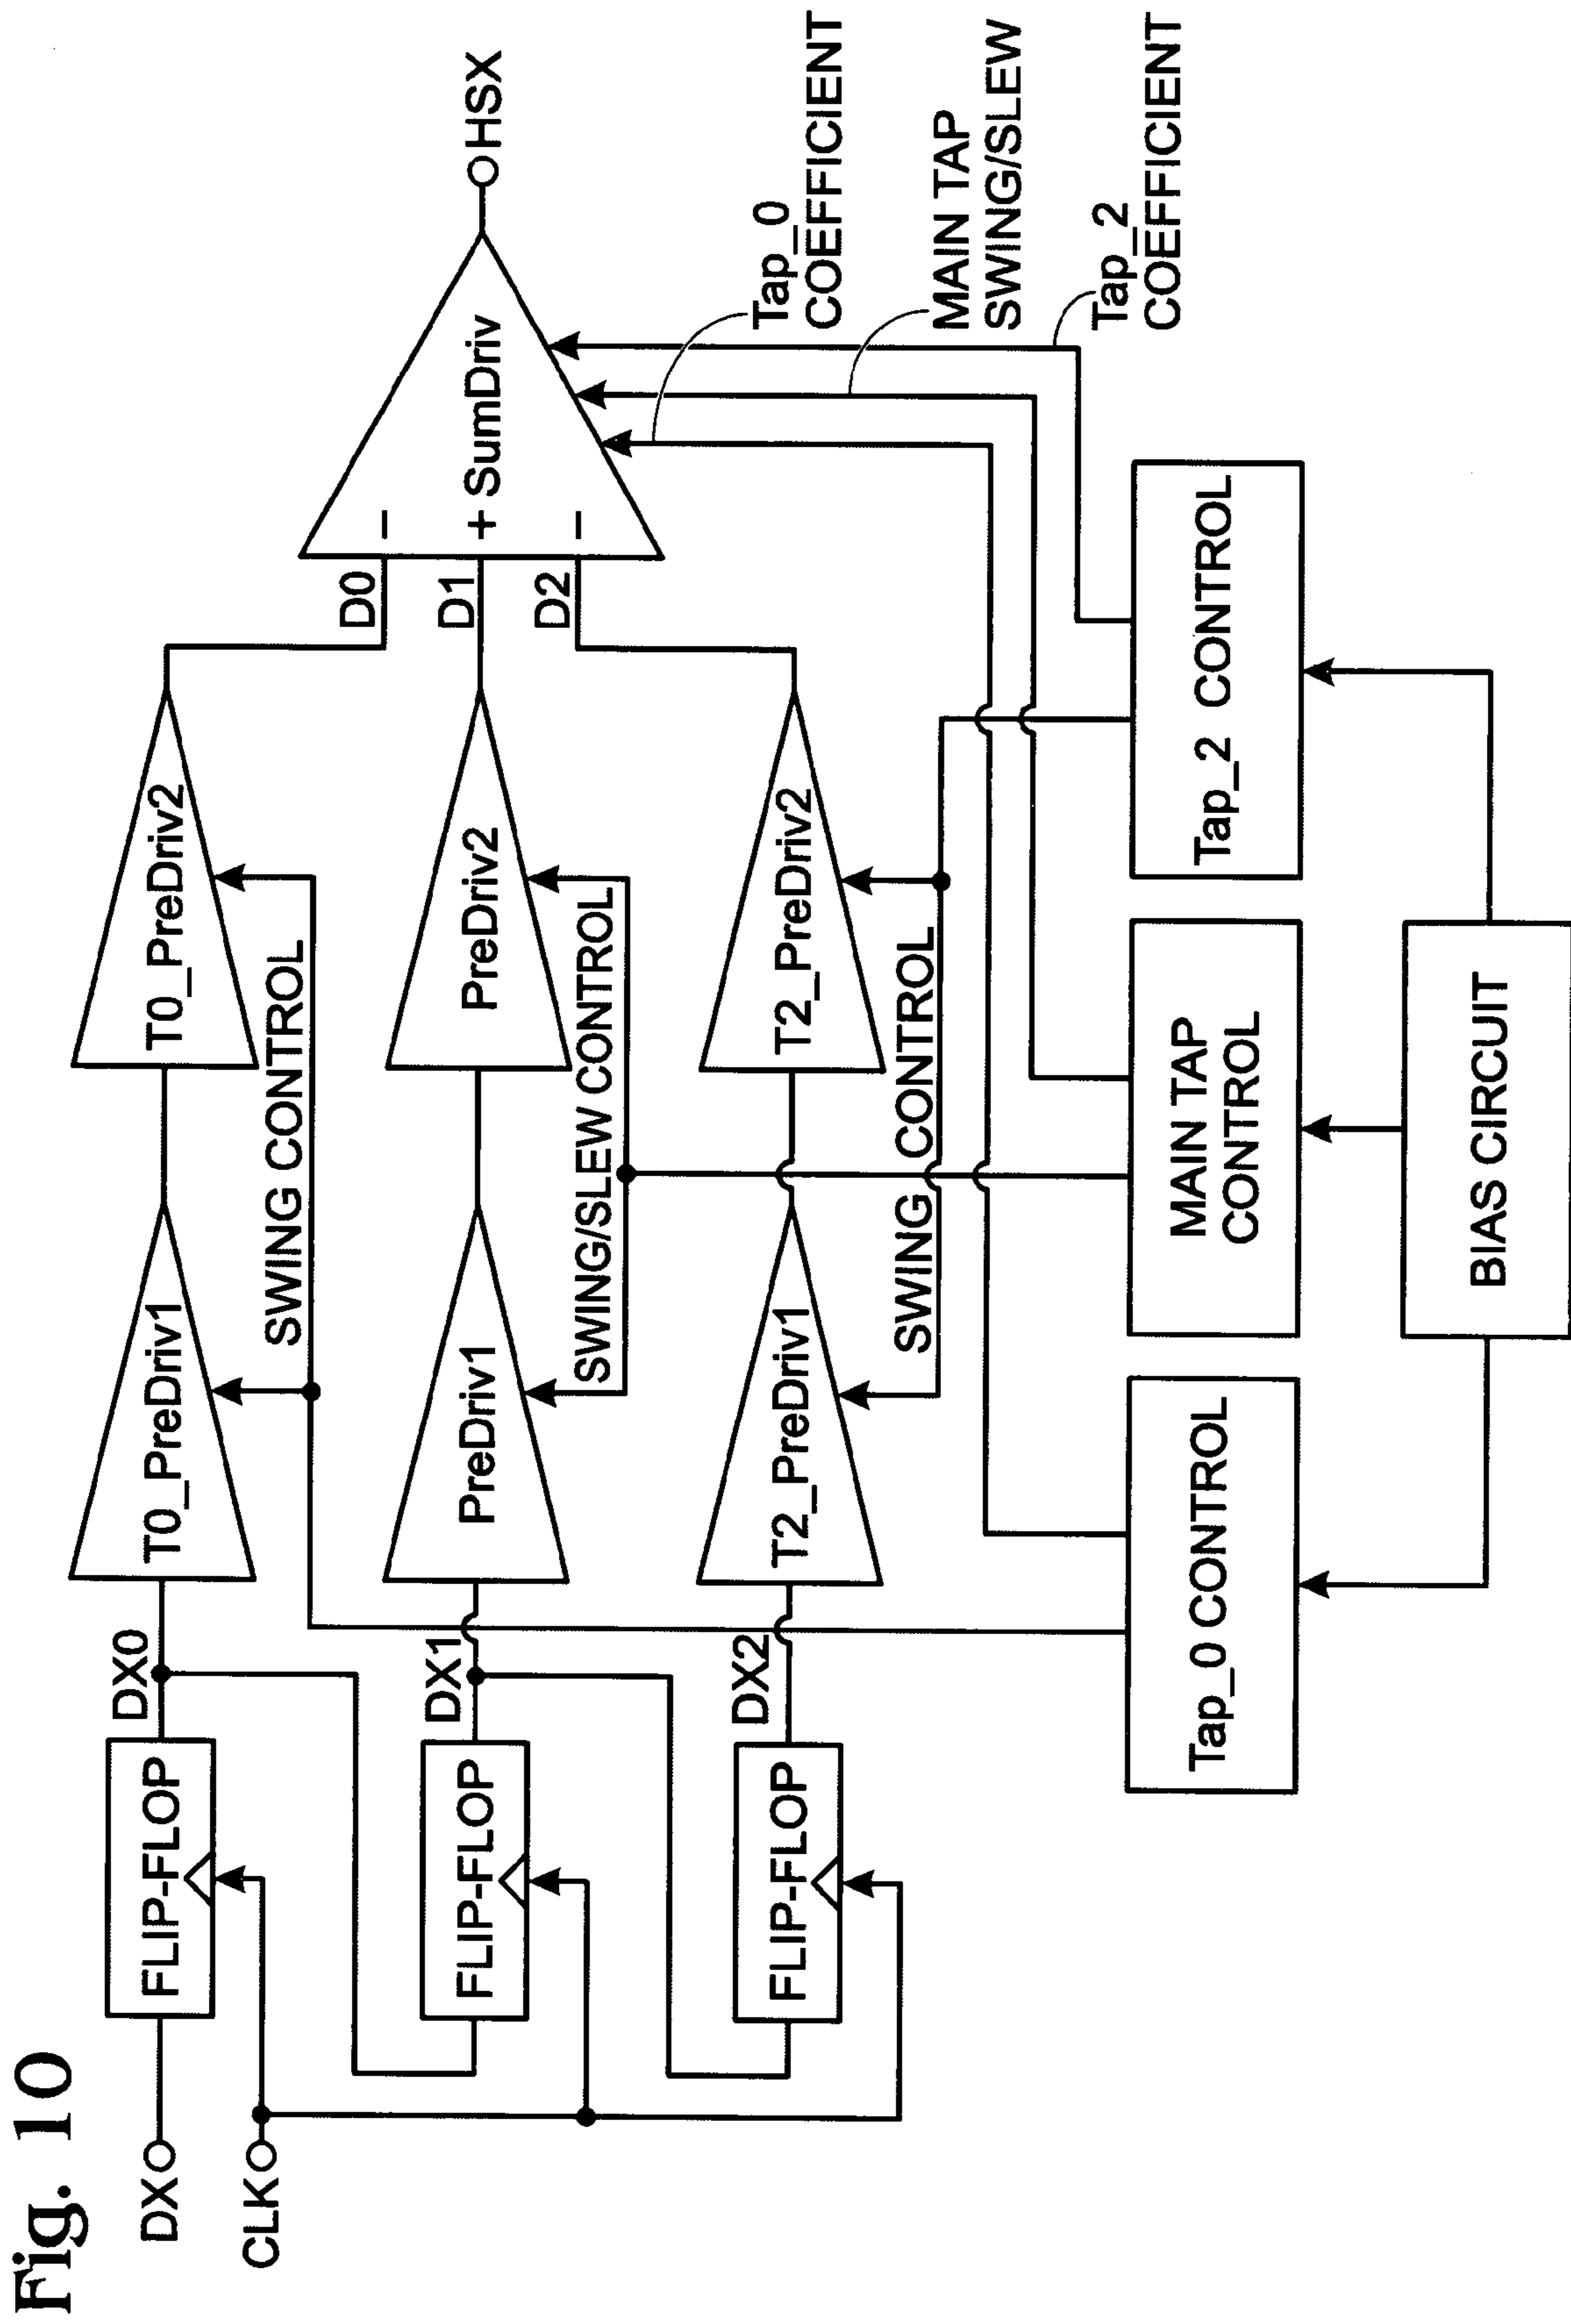 Fig. 10
DX
CLK
FLIP-FLOP
DX0
T0_PreDriv1
T0_PreDriv2
SWING CONTROL
D0
FLIP-FLOP
DX1
PreDriv1
PreDriv2
SWING/SLEW CONTROL
D1
FLIP-FLOP
DX2
T2_PreDriv1
T2_PreDriv2
SWING CONTROL
D2
−
+ SumDriv
−
HSX
Tap_0
COEFFICIENT
MAIN TAP
SWING/SLEW
Tap_2
COEFFICIENT
Tap_0 CONTROL
MAIN TAP
CONTROL
Tap_2 CONTROL
BIAS CIRCUIT